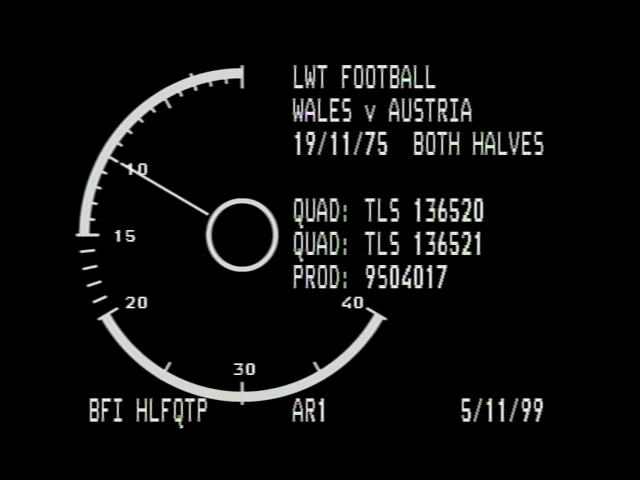 LWT FOOTBALL
WALES v AUSTRIA
19/11/75 BOTH HALVES
QUAD: TLS 136520
QUAD: TLS 136521
PROD: 9504017
10
15
20
30
40
BFI HLFQTP AR1 5/11/99